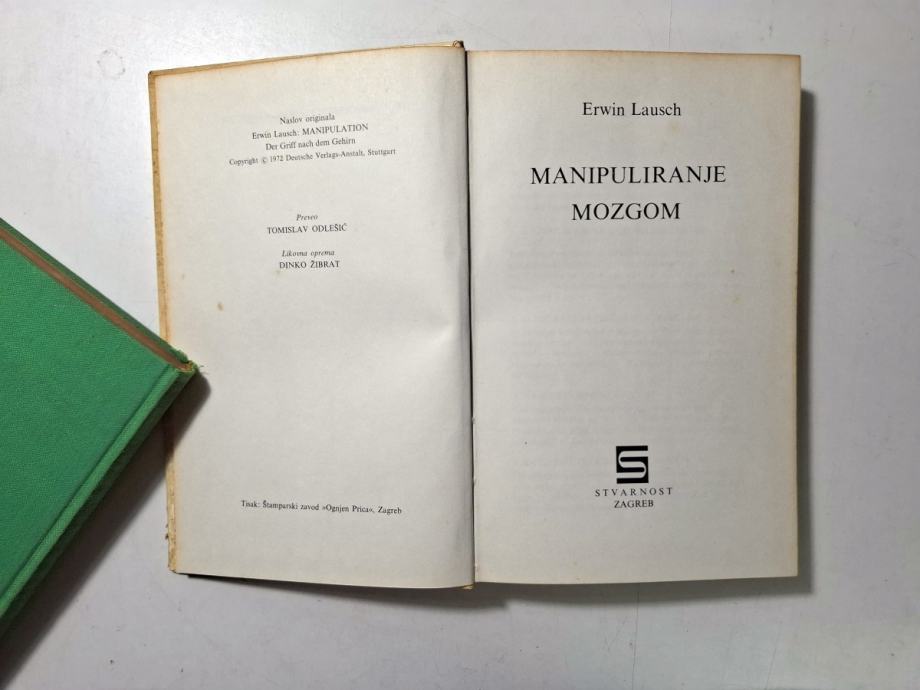 Naslov originala
Erwin Lausch: MANIPULATION
Der Griff nach dem Gehirn
Copyright © 1972 Deutsche Verlags-Anstalt, Stuttgart
Preveo
TOMISLAV ODLEŠIĆ
Likovna oprema
DINKO ŽIBRAT
Tisak: Štamparski zavod »Ognjen Prica«, Zagreb
Erwin Lausch
MANIPULIRANJE
MOZGOM
STVARNOST
ZAGREB